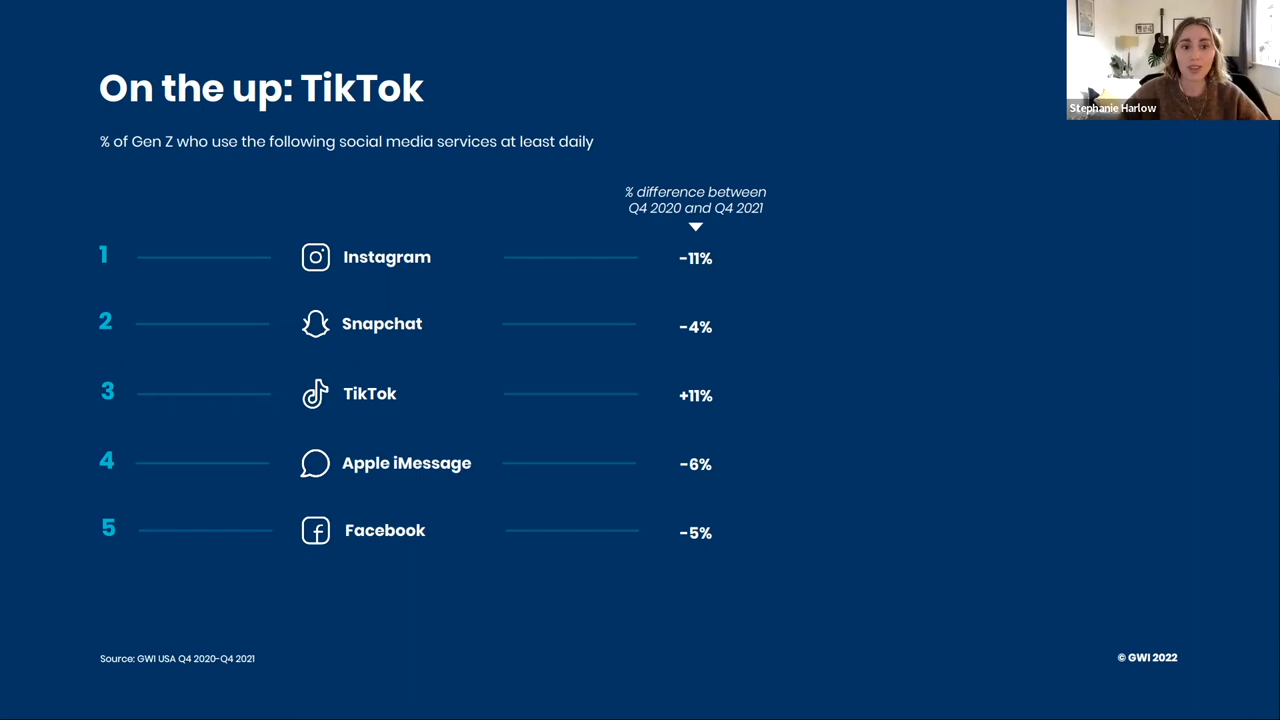 Stephanie Harlow
On the up: TikTok
% of Gen Z who use the following social media services at least daily
% difference between
Q4 2020 and Q4 2021
1 Instagram -11%
2 Snapchat -4%
3 TikTok +11%
4 Apple iMessage -6%
5 Facebook -5%
Source: GWI USA Q4 2020-Q4 2021
© GWI 2022